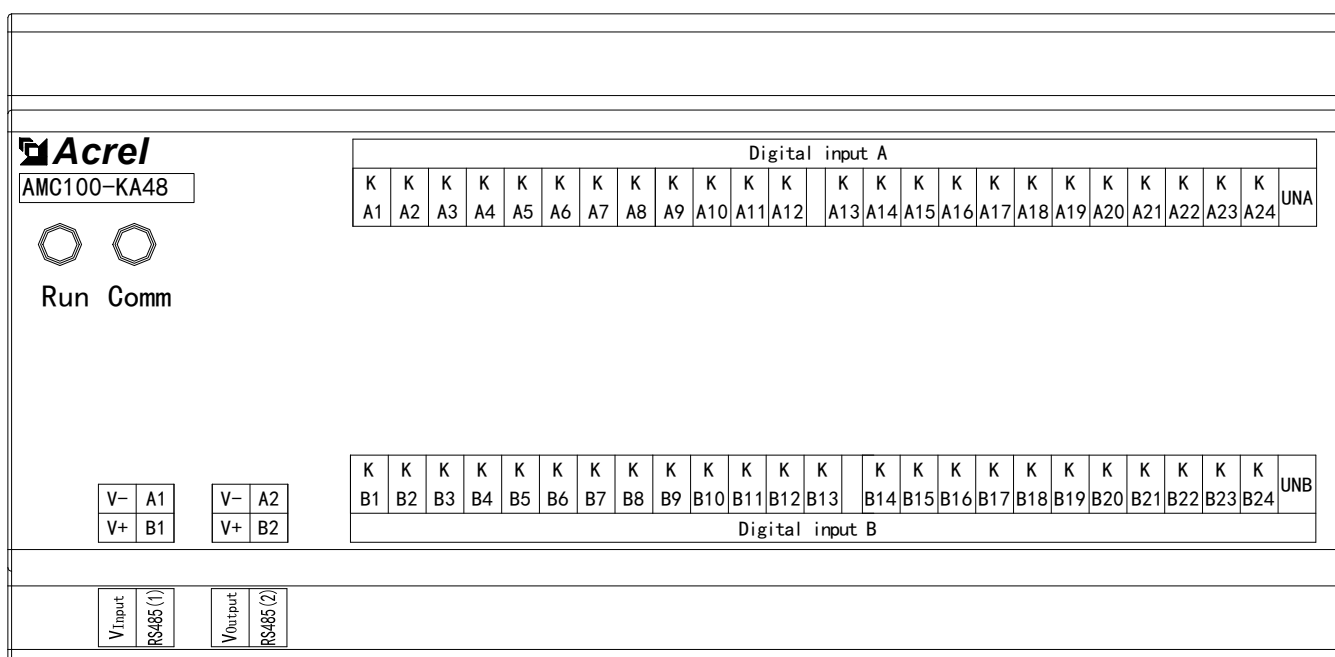 Acrel
AMC100-KA48
Run Comm
Digital input A
K K K K K K K K K K K K K K K K K K K K K K K K
A1 A2 A3 A4 A5 A6 A7 A8 A9 A10 A11 A12 A13 A14 A15 A16 A17 A18 A19 A20 A21 A22 A23 A24 UNA
K K K K K K K K K K K K K K K K K K K K K K K K
B1 B2 B3 B4 B5 B6 B7 B8 B9 B10 B11 B12 B13 B14 B15 B16 B17 B18 B19 B20 B21 B22 B23 B24 UNB
Digital input B
V- A1 V- A2
V+ B1 V+ B2
VInput
RS485(1)
VOutput
RS485(2)